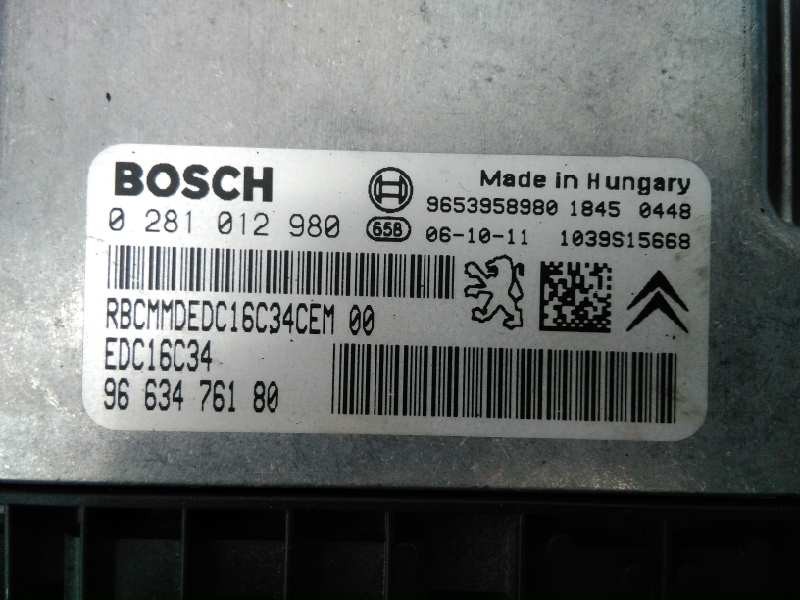 BOSCH
Made in Hungary
9653958980 1845 0448
0 281 012 980
658
06-10-11 1039S15668
RBCMMDEDC16C34CEM 00
EDC16C34
96 634 761 80